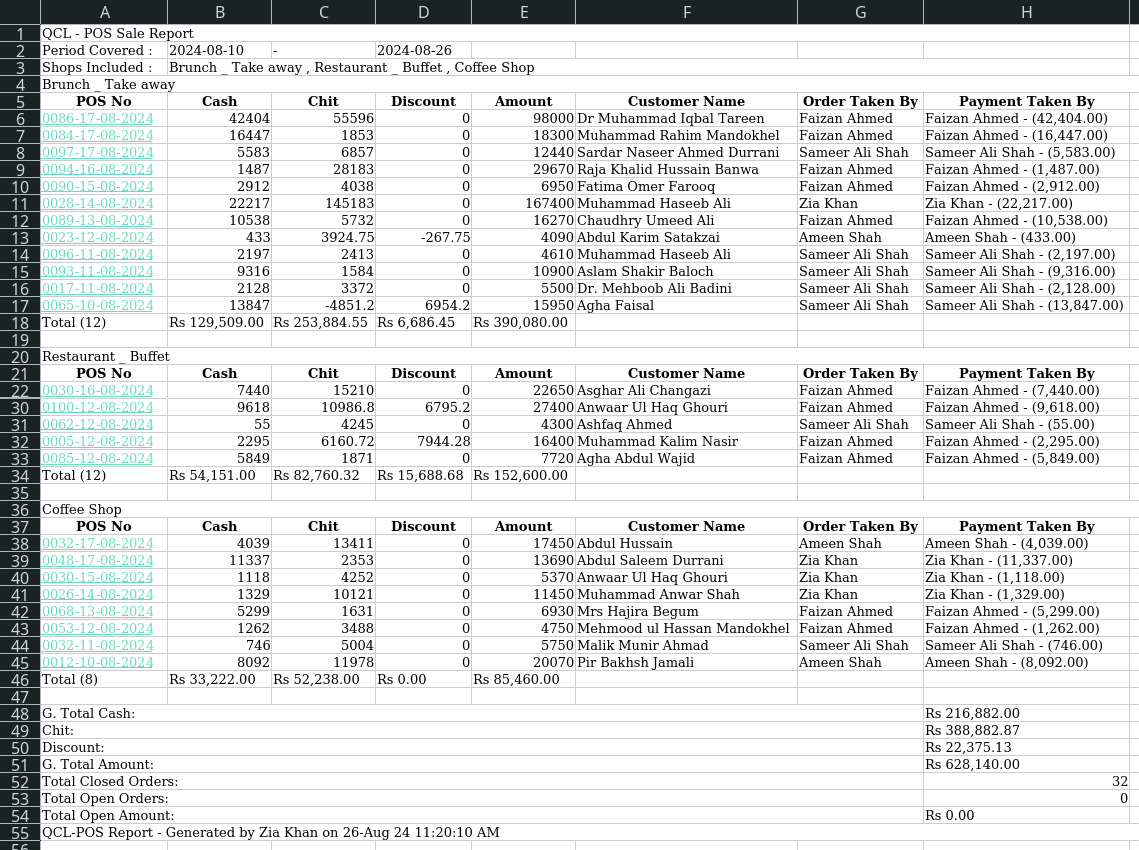 A B C D E F G H
1 QCL - POS Sale Report
2 Period Covered : 2024-08-10 - 2024-08-26
3 Shops Included : Brunch _ Take away , Restaurant _ Buffet , Coffee Shop
4 Brunch _ Take away
5 POS No Cash Chit Discount Amount Customer Name Order Taken By Payment Taken By
6 0086-17-08-2024 42404 55596 0 98000 Dr Muhammad Iqbal Tareen Faizan Ahmed Faizan Ahmed - (42,404.00)
7 0084-17-08-2024 16447 1853 0 18300 Muhammad Rahim Mandokhel Faizan Ahmed Faizan Ahmed - (16,447.00)
8 0097-17-08-2024 5583 6857 0 12440 Sardar Naseer Ahmed Durrani Sameer Ali Shah Sameer Ali Shah - (5,583.00)
9 0094-16-08-2024 1487 28183 0 29670 Raja Khalid Hussain Banwa Faizan Ahmed Faizan Ahmed - (1,487.00)
10 0090-15-08-2024 2912 4038 0 6950 Fatima Omer Farooq Faizan Ahmed Faizan Ahmed - (2,912.00)
11 0028-14-08-2024 22217 145183 0 167400 Muhammad Haseeb Ali Zia Khan Zia Khan - (22,217.00)
12 0089-13-08-2024 10538 5732 0 16270 Chaudhry Umeed Ali Faizan Ahmed Faizan Ahmed - (10,538.00)
13 0023-12-08-2024 433 3924.75 -267.75 4090 Abdul Karim Satakzai Ameen Shah Ameen Shah - (433.00)
14 0096-11-08-2024 2197 2413 0 4610 Muhammad Haseeb Ali Sameer Ali Shah Sameer Ali Shah - (2,197.00)
15 0093-11-08-2024 9316 1584 0 10900 Aslam Shakir Baloch Sameer Ali Shah Sameer Ali Shah - (9,316.00)
16 0017-11-08-2024 2128 3372 0 5500 Dr. Mehboob Ali Badini Sameer Ali Shah Sameer Ali Shah - (2,128.00)
17 0065-10-08-2024 13847 -4851.2 6954.2 15950 Agha Faisal Sameer Ali Shah Sameer Ali Shah - (13,847.00)
18 Total (12) Rs 129,509.00 Rs 253,884.55 Rs 6,686.45 Rs 390,080.00
19
20 Restaurant _ Buffet
21 POS No Cash Chit Discount Amount Customer Name Order Taken By Payment Taken By
22 0030-16-08-2024 7440 15210 0 22650 Asghar Ali Changazi Faizan Ahmed Faizan Ahmed - (7,440.00)
30 0100-12-08-2024 9618 10986.8 6795.2 27400 Anwaar Ul Haq Ghouri Faizan Ahmed Faizan Ahmed - (9,618.00)
31 0062-12-08-2024 55 4245 0 4300 Ashfaq Ahmed Sameer Ali Shah Sameer Ali Shah - (55.00)
32 0005-12-08-2024 2295 6160.72 7944.28 16400 Muhammad Kalim Nasir Faizan Ahmed Faizan Ahmed - (2,295.00)
33 0085-12-08-2024 5849 1871 0 7720 Agha Abdul Wajid Faizan Ahmed Faizan Ahmed - (5,849.00)
34 Total (12) Rs 54,151.00 Rs 82,760.32 Rs 15,688.68 Rs 152,600.00
35
36 Coffee Shop
37 POS No Cash Chit Discount Amount Customer Name Order Taken By Payment Taken By
38 0032-17-08-2024 4039 13411 0 17450 Abdul Hussain Ameen Shah Ameen Shah - (4,039.00)
39 0048-17-08-2024 11337 2353 0 13690 Abdul Saleem Durrani Zia Khan Zia Khan - (11,337.00)
40 0030-15-08-2024 1118 4252 0 5370 Anwaar Ul Haq Ghouri Zia Khan Zia Khan - (1,118.00)
41 0026-14-08-2024 1329 10121 0 11450 Muhammad Anwar Shah Zia Khan Zia Khan - (1,329.00)
42 0068-13-08-2024 5299 1631 0 6930 Mrs Hajira Begum Faizan Ahmed Faizan Ahmed - (5,299.00)
43 0053-12-08-2024 1262 3488 0 4750 Mehmood ul Hassan Mandokhel Faizan Ahmed Faizan Ahmed - (1,262.00)
44 0032-11-08-2024 746 5004 0 5750 Malik Munir Ahmad Sameer Ali Shah Sameer Ali Shah - (746.00)
45 0012-10-08-2024 8092 11978 0 20070 Pir Bakhsh Jamali Ameen Shah Ameen Shah - (8,092.00)
46 Total (8) Rs 33,222.00 Rs 52,238.00 Rs 0.00 Rs 85,460.00
47
48 G. Total Cash: Rs 216,882.00
49 Chit: Rs 388,882.87
50 Discount: Rs 22,375.13
51 G. Total Amount: Rs 628,140.00
52 Total Closed Orders: 32
53 Total Open Orders: 0
54 Total Open Amount: Rs 0.00
55 QCL-POS Report - Generated by Zia Khan on 26-Aug 24 11:20:10 AM
56